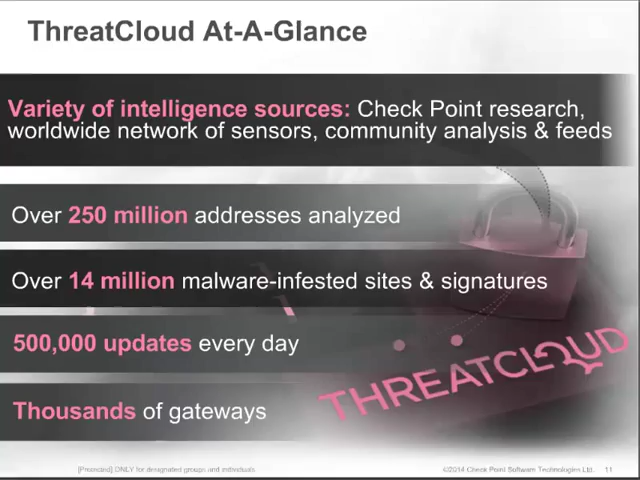 ThreatCloud At-A-Glance
Variety of intelligence sources: Check Point research,
worldwide network of sensors, community analysis & feeds
Over 250 million addresses analyzed
Over 14 million malware-infested sites & signatures
500,000 updates every day
THREATCLOUD
Thousands of gateways
[Protected] ONLY for designated groups and individuals
©2014 Check Point Software Technologies Ltd. 11